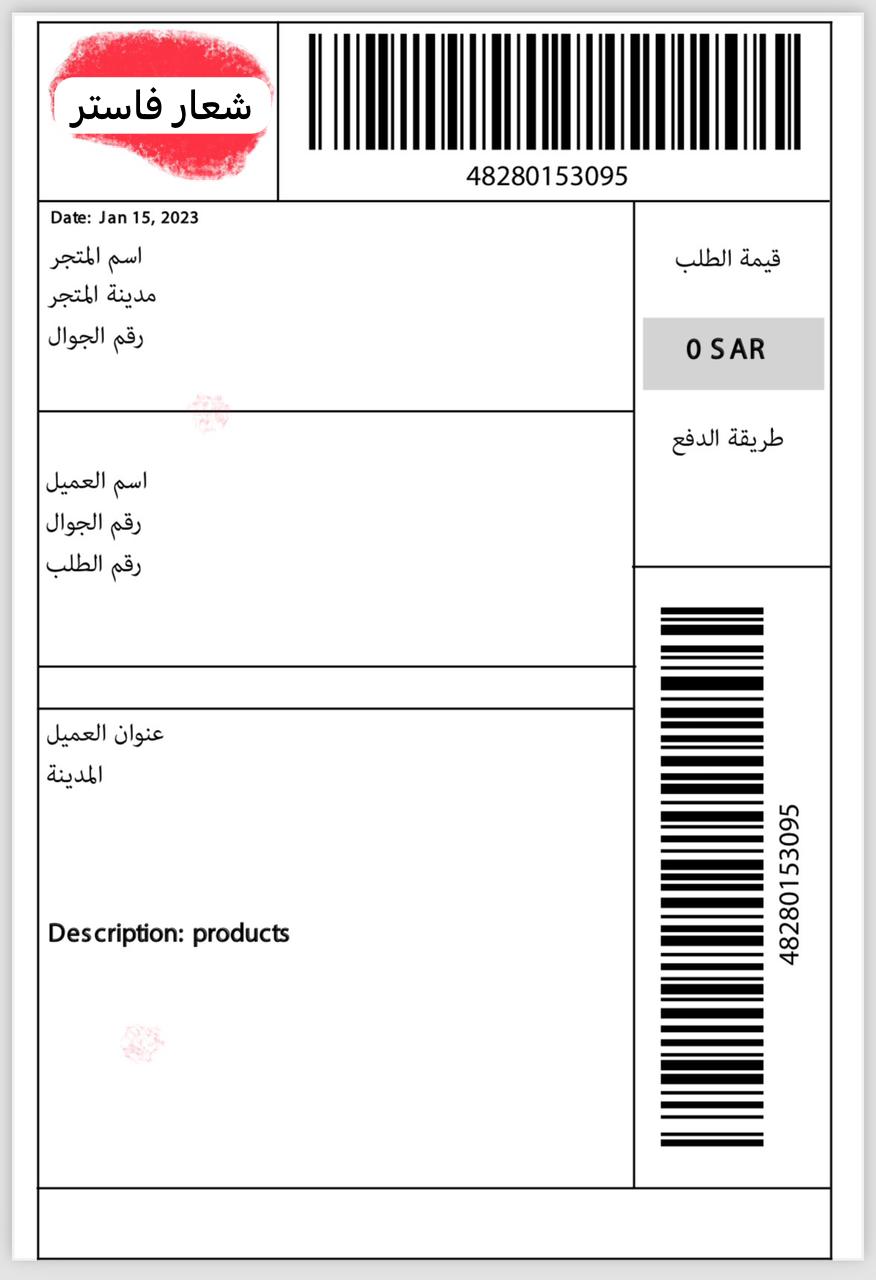 شعار فاستر
48280153095
Date: Jan 15, 2023
اسم المتجر
مدينة المتجر
رقم الجوال
قيمة الطلب
0 SAR
طريقة الدفع
اسم العميل
رقم الجوال
رقم الطلب
عنوان العميل
المدينة
Description: products
48280153095